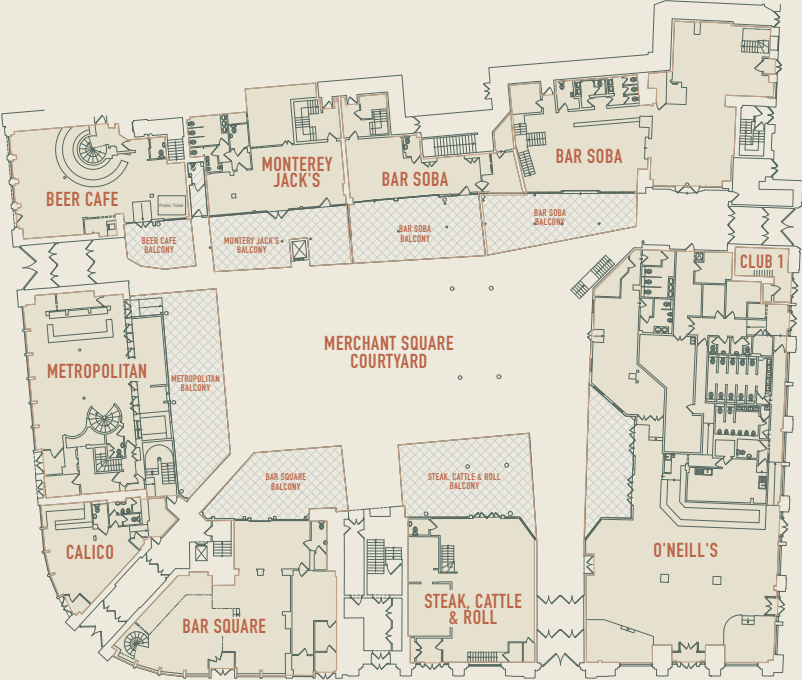 BAR SOBA
MONTEREY
JACK'S
BAR SOBA
BEER CAFE
PUBLIC TOILET
BAR SOBA
BALCONY
BAR SOBA
BALCONY
BEER CAFE
BALCONY
MONTEREY JACK'S
BALCONY
CLUB 1
MERCHANT SQUARE
COURTYARD
METROPOLITAN
METROPOLITAN
BALCONY
BAR SQUARE
BALCONY
STEAK, CATTLE & ROLL
BALCONY
CALICO
O'NEILL'S
STEAK, CATTLE
& ROLL
BAR SQUARE